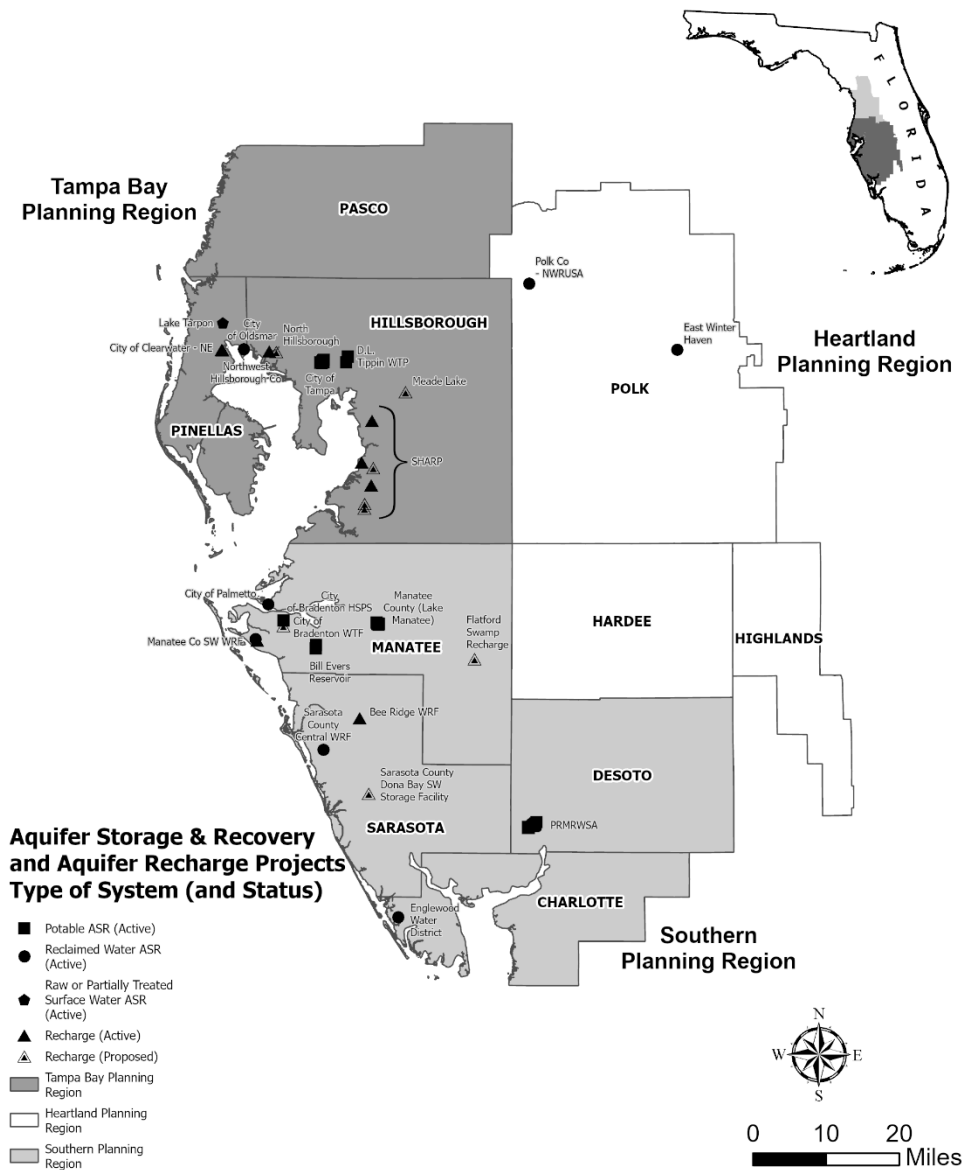 FLORIDA
Tampa Bay
Planning Region
PASCO
Polk Co
- NWRUSA
HILLSBOROUGH
Lake Tarpon
City
of Oldsmar
North
Hillsborough
City of Clearwater - NE
Northwest
Hillsborough Co
D.L.
Tippin WTP
City of
Tampa
East Winter
Haven
Heartland
Planning Region
Meade Lake
POLK
PINELLAS
SHARP
City of Palmetto
City
of Bradenton HSPS
City of
Bradenton WTF
Manatee
County (Lake
Manatee)
Flatford
Swamp
Recharge
HARDEE
HIGHLANDS
Manatee Co SW WRF
MANATEE
Bill Evers
Reservoir
Sarasota
County
Central WRF
Bee Ridge WRF
Sarasota County
Dona Bay SW
Storage Facility
DESOTO
SARASOTA
PRMRWSA
CHARLOTTE
Englewood
Water
District
Southern
Planning Region
Aquifer Storage & Recovery
and Aquifer Recharge Projects
Type of System (and Status)
Potable ASR (Active)
Reclaimed Water ASR
(Active)
Raw or Partially Treated
Surface Water ASR
(Active)
Recharge (Active)
Recharge (Proposed)
Tampa Bay Planning
Region
Heartland Planning
Region
Southern Planning
Region
N
W
E
S
0 10 20
Miles